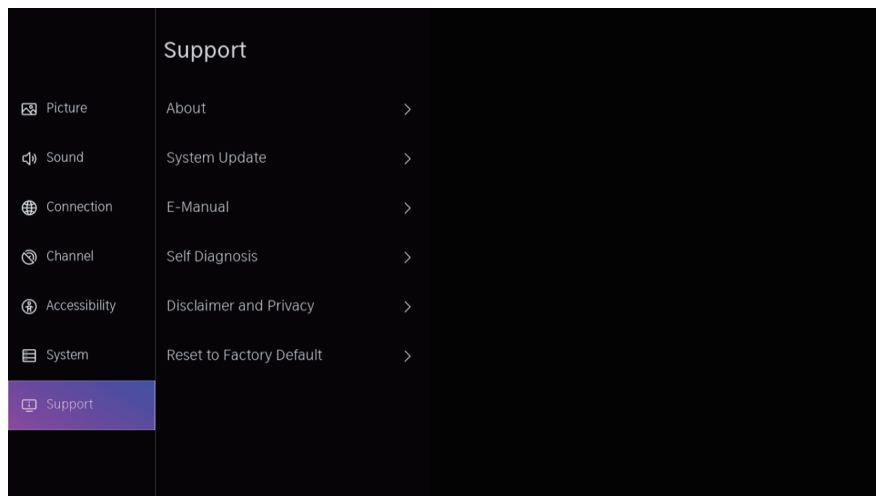 Support
Picture
Sound
Connection
Channel
Accessibility
System
Support
About
System Update
E-Manual
Self Diagnosis
Disclaimer and Privacy
Reset to Factory Default